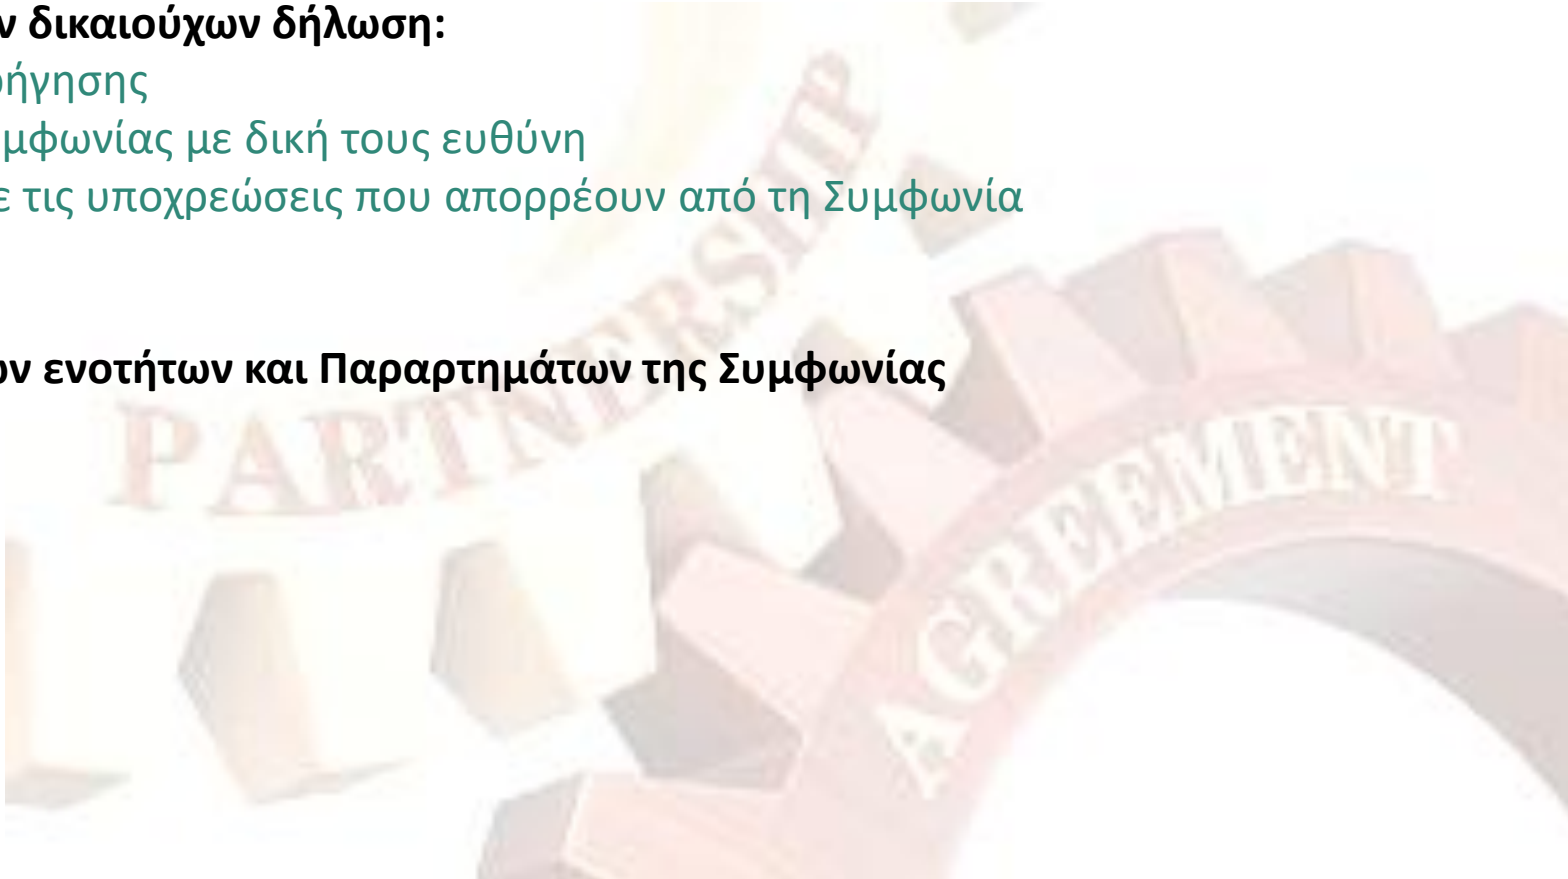 ν δικαιούχων δήλωση:
ρήγησης
μφωνίας με δική τους ευθύνη
ε τις υποχρεώσεις που απορρέουν από τη Συμφωνία
ων ενοτήτων και Παραρτημάτων της Συμφωνίας
PARTNERSHIP
AGREEMENT